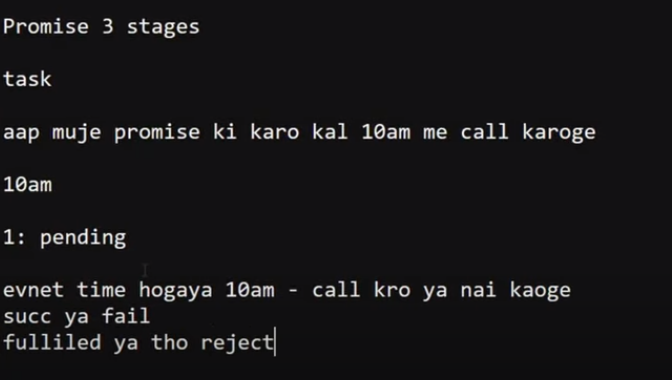 Promise 3 stages
task
aap muje promise ki karo kal 10am me call karoge
10am
1: pending
evnet time hogaya 10am - call kro ya nai kaoge
succ ya fail
fulliled ya tho reject